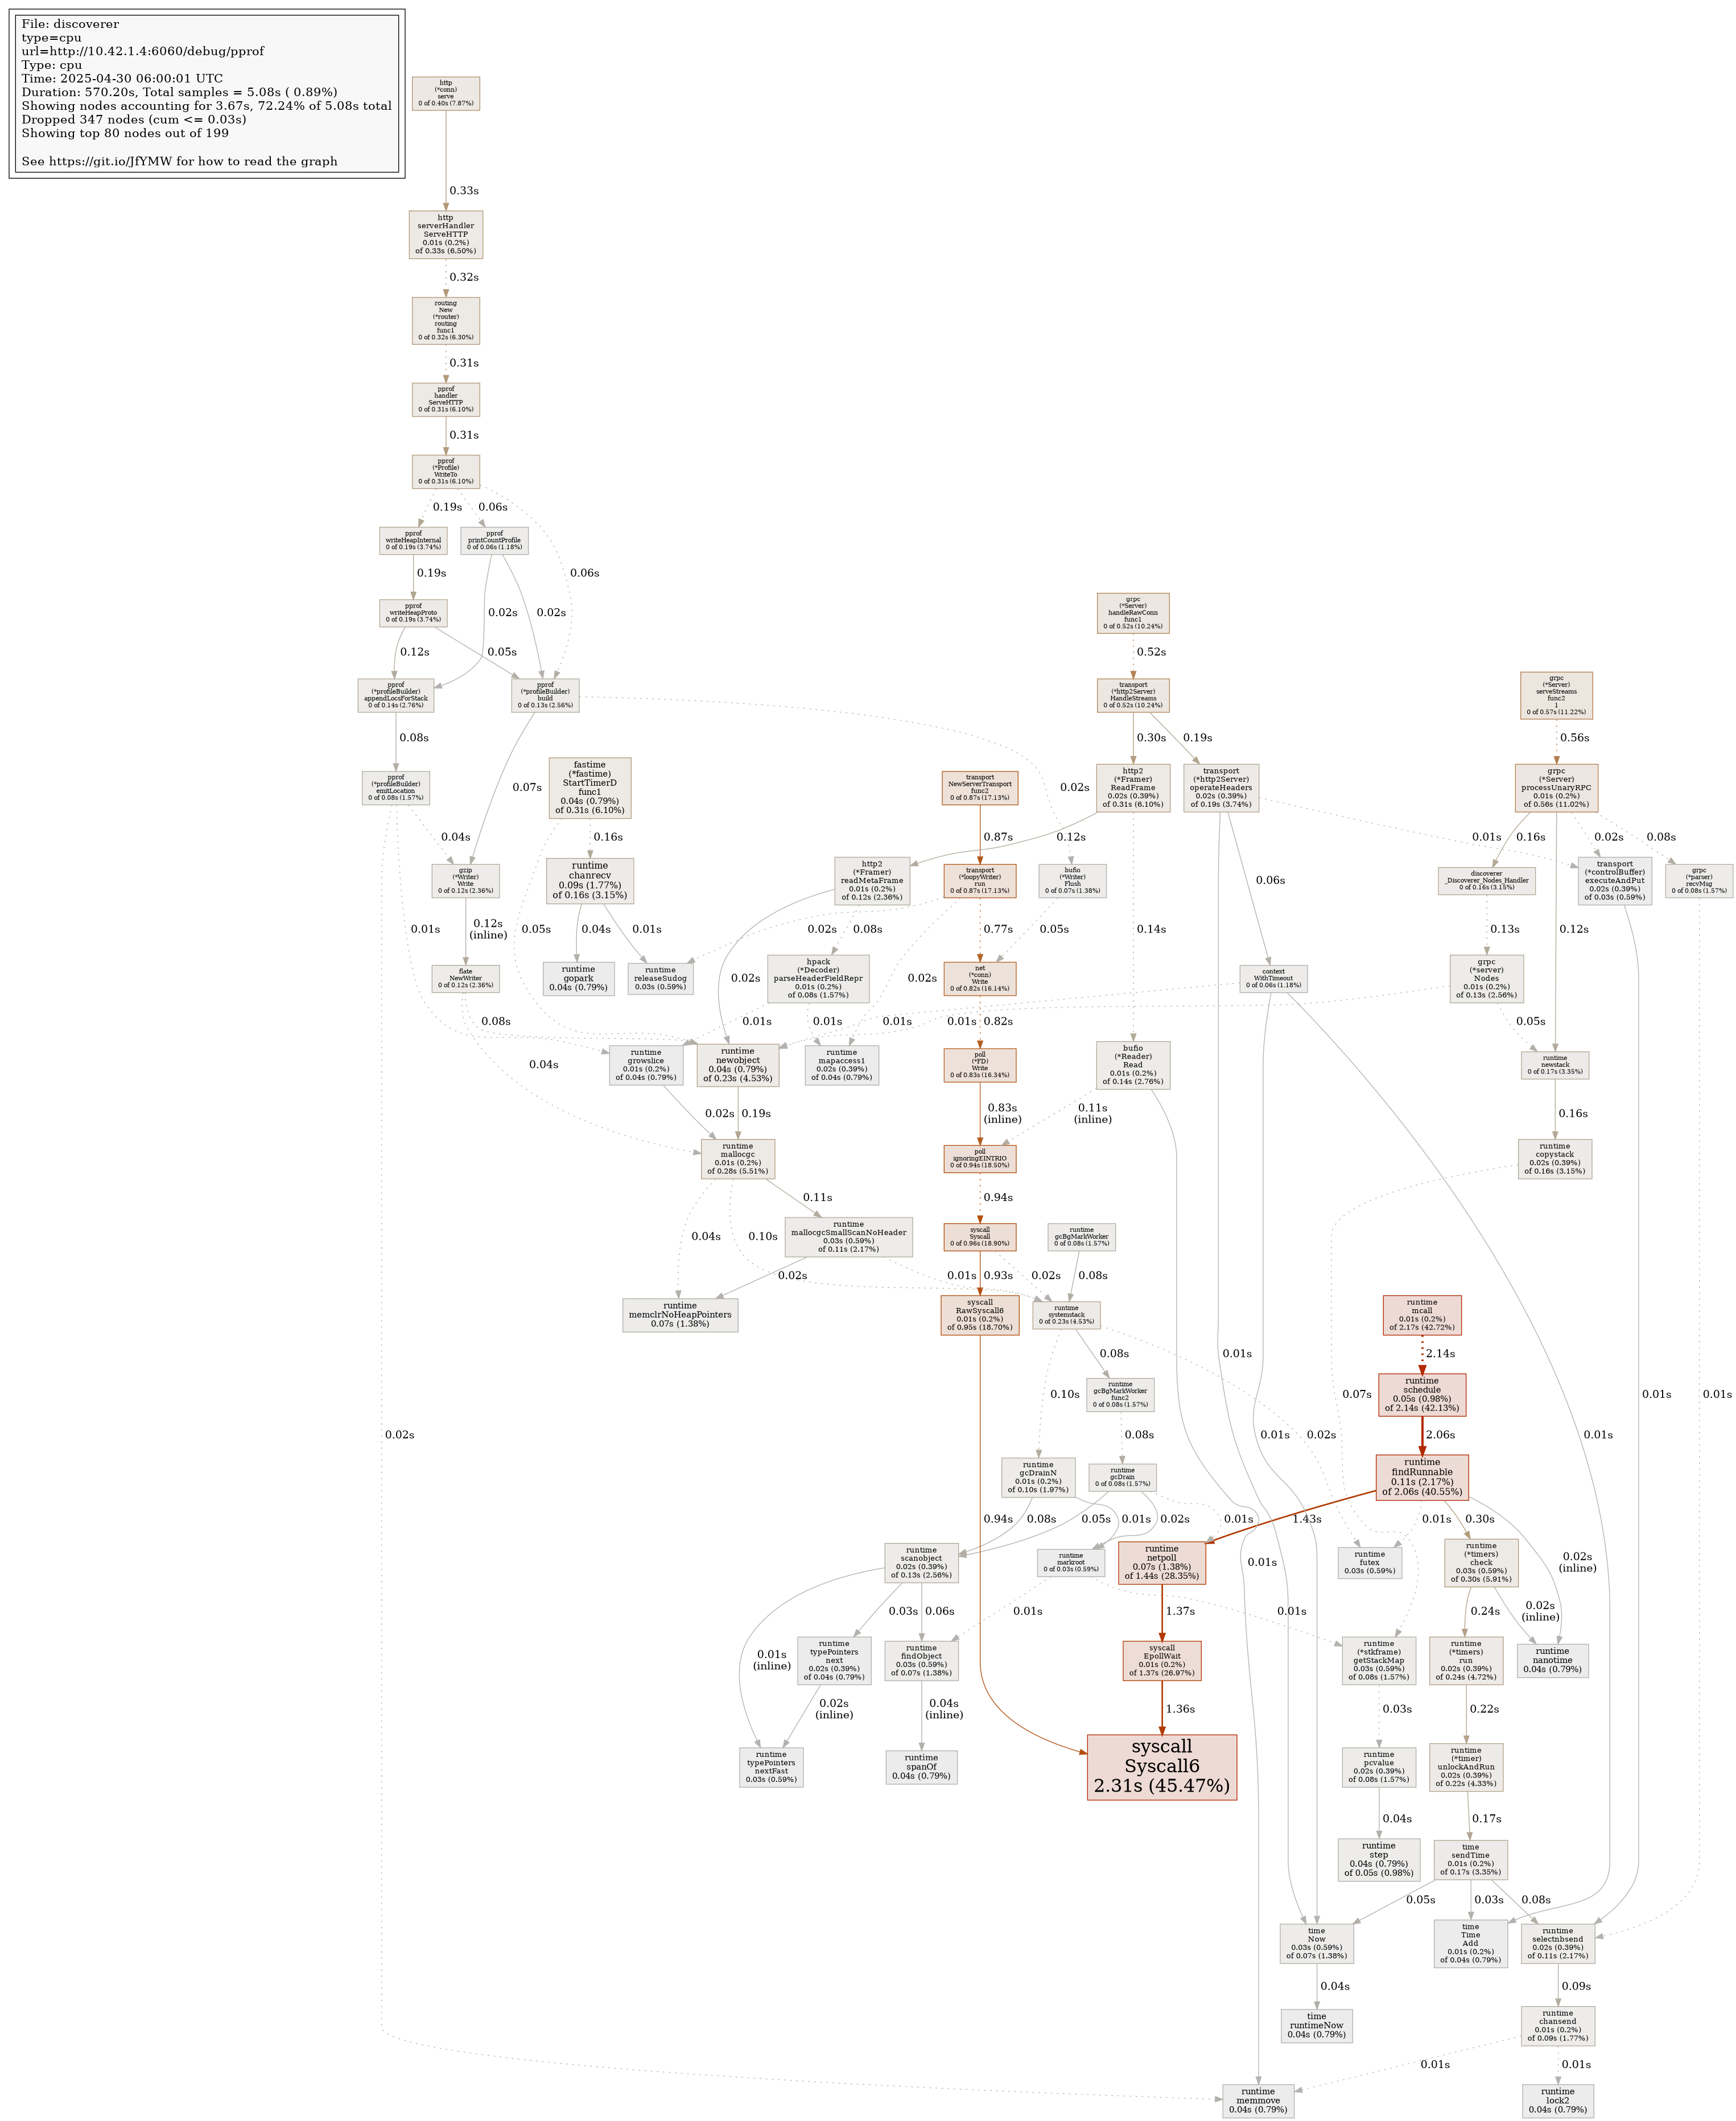 File: discoverer
type=cpu
url=http://10.42.1.4:6060/debug/pprof
Type: cpu
Time: 2025-04-30 06:00:01 UTC
Duration: 570.20s, Total samples = 5.08s ( 0.89%)
Showing nodes accounting for 3.67s, 72.24% of 5.08s total
Dropped 347 nodes (cum <= 0.03s)
Showing top 80 nodes out of 199
See https://git.io/JfYMW for how to read the graph
http
(*conn)
serve
0 of 0.40s (7.87%)
0.33s
http
serverHandler
ServeHTTP
0.01s (0.2%)
of 0.33s (6.50%)
0.32s
routing
New
(*router)
routing
func1
0 of 0.32s (6.30%)
0.31s
pprof
handler
ServeHTTP
0 of 0.31s (6.10%)
0.31s
pprof
(*Profile)
WriteTo
0 of 0.31s (6.10%)
0.19s
0.06s
0.06s
pprof
writeHeapInternal
0 of 0.19s (3.74%)
pprof
printCountProfile
0 of 0.06s (1.18%)
0.19s
0.02s
0.02s
pprof
writeHeapProto
0 of 0.19s (3.74%)
0.12s
0.05s
grpc
(*Server)
handleRawConn
func1
0 of 0.52s (10.24%)
0.52s
pprof
(*profileBuilder)
appendLocsForStack
0 of 0.14s (2.76%)
pprof
(*profileBuilder)
build
0 of 0.13s (2.56%)
transport
(*http2Server)
HandleStreams
0 of 0.52s (10.24%)
grpc
(*Server)
serveStreams
func2
1
0 of 0.57s (11.22%)
0.08s
0.07s
0.02s
0.30s
0.19s
0.56s
pprof
(*profileBuilder)
emitLocation
0 of 0.08s (1.57%)
fastime
(*fastime)
StartTimerD
func1
0.04s (0.79%)
of 0.31s (6.10%)
transport
NewServerTransport
func2
0 of 0.87s (17.13%)
http2
(*Framer)
ReadFrame
0.02s (0.39%)
of 0.31s (6.10%)
transport
(*http2Server)
operateHeaders
0.02s (0.39%)
of 0.19s (3.74%)
grpc
(*Server)
processUnaryRPC
0.01s (0.2%)
of 0.56s (11.02%)
0.04s
0.16s
0.87s
0.12s
0.01s
0.16s
0.02s
0.08s
gzip
(*Writer)
Write
0 of 0.12s (2.36%)
runtime
chanrecv
0.09s (1.77%)
of 0.16s (3.15%)
http2
(*Framer)
readMetaFrame
0.01s (0.2%)
of 0.12s (2.36%)
transport
(*loopyWriter)
run
0 of 0.87s (17.13%)
bufio
(*Writer)
Flush
0 of 0.07s (1.38%)
0.06s
discoverer
_Discoverer_Nodes_Handler
0 of 0.16s (3.15%)
transport
(*controlBuffer)
executeAndPut
0.02s (0.39%)
of 0.03s (0.59%)
grpc
(*parser)
recvMsg
0 of 0.08s (1.57%)
0.01s
0.12s
(inline)
0.05s
0.04s
0.01s
0.02s
0.08s
0.77s
0.05s
0.14s
0.13s
0.12s
flate
NewWriter
0 of 0.12s (2.36%)
runtime
gopark
0.04s (0.79%)
runtime
releaseSudog
0.03s (0.59%)
0.02s
hpack
(*Decoder)
parseHeaderFieldRepr
0.01s (0.2%)
of 0.08s (1.57%)
0.02s
net
(*conn)
Write
0 of 0.82s (16.14%)
context
WithTimeout
0 of 0.06s (1.18%)
grpc
(*server)
Nodes
0.01s (0.2%)
of 0.13s (2.56%)
0.08s
0.01s
0.01s
0.01s
0.01s
0.82s
0.05s
0.04s
runtime
growslice
0.01s (0.2%)
of 0.04s (0.79%)
runtime
newobject
0.04s (0.79%)
of 0.23s (4.53%)
runtime
mapaccess1
0.02s (0.39%)
of 0.04s (0.79%)
poll
(*FD)
Write
0 of 0.83s (16.34%)
bufio
(*Reader)
Read
0.01s (0.2%)
of 0.14s (2.76%)
runtime
newstack
0 of 0.17s (3.35%)
0.02s
0.19s
0.83s
(inline)
0.11s
(inline)
0.16s
runtime
mallocgc
0.01s (0.2%)
of 0.28s (5.51%)
poll
ignoringEINTRIO
0 of 0.94s (18.50%)
runtime
copystack
0.02s (0.39%)
of 0.16s (3.15%)
0.04s
0.10s
0.11s
0.94s
runtime
mallocgcSmallScanNoHeader
0.03s (0.59%)
of 0.11s (2.17%)
syscall
Syscall
0 of 0.96s (18.90%)
runtime
gcBgMarkWorker
0 of 0.08s (1.57%)
0.02s
0.01s
0.93s
0.02s
0.08s
runtime
memclrNoHeapPointers
0.07s (1.38%)
syscall
RawSyscall6
0.01s (0.2%)
of 0.95s (18.70%)
runtime
systemstack
0 of 0.23s (4.53%)
runtime
mcall
0.01s (0.2%)
of 2.17s (42.72%)
0.08s
0.01s
2.14s
0.10s
runtime
gcBgMarkWorker
func2
0 of 0.08s (1.57%)
0.07s
runtime
schedule
0.05s (0.98%)
of 2.14s (42.13%)
0.08s
0.01s
0.02s
2.06s
0.01s
runtime
gcDrainN
0.01s (0.2%)
of 0.10s (1.97%)
runtime
gcDrain
0 of 0.08s (1.57%)
runtime
findRunnable
0.11s (2.17%)
of 2.06s (40.55%)
0.01s
0.01s
0.02s
0.94s
0.08s
0.05s
0.01s
0.02s
0.01s
1.43s
0.01s
0.30s
0.02s
(inline)
runtime
scanobject
0.02s (0.39%)
of 0.13s (2.56%)
runtime
markroot
0 of 0.03s (0.59%)
runtime
netpoll
0.07s (1.38%)
of 1.44s (28.35%)
0.01s
runtime
futex
0.03s (0.59%)
runtime
(*timers)
check
0.03s (0.59%)
of 0.30s (5.91%)
0.03s
0.06s
0.01s
1.37s
0.01s
0.24s
0.02s
(inline)
0.01s
(inline)
runtime
typePointers
next
0.02s (0.39%)
of 0.04s (0.79%)
runtime
findObject
0.03s (0.59%)
of 0.07s (1.38%)
syscall
EpollWait
0.01s (0.2%)
of 1.37s (26.97%)
runtime
(*stkframe)
getStackMap
0.03s (0.59%)
of 0.08s (1.57%)
runtime
(*timers)
run
0.02s (0.39%)
of 0.24s (4.72%)
runtime
nanotime
0.04s (0.79%)
0.02s
(inline)
0.04s
(inline)
1.36s
0.03s
0.22s
runtime
typePointers
nextFast
0.03s (0.59%)
runtime
spanOf
0.04s (0.79%)
syscall
Syscall6
2.31s (45.47%)
runtime
pcvalue
0.02s (0.39%)
of 0.08s (1.57%)
runtime
(*timer)
unlockAndRun
0.02s (0.39%)
of 0.22s (4.33%)
0.04s
0.17s
runtime
step
0.04s (0.79%)
of 0.05s (0.98%)
time
sendTime
0.01s (0.2%)
of 0.17s (3.35%)
0.05s
0.03s
0.08s
time
Now
0.03s (0.59%)
of 0.07s (1.38%)
time
Time
Add
0.01s (0.2%)
of 0.04s (0.79%)
runtime
selectnbsend
0.02s (0.39%)
of 0.11s (2.17%)
0.04s
0.09s
time
runtimeNow
0.04s (0.79%)
runtime
chansend
0.01s (0.2%)
of 0.09s (1.77%)
0.01s
0.01s
runtime
memmove
0.04s (0.79%)
runtime
lock2
0.04s (0.79%)